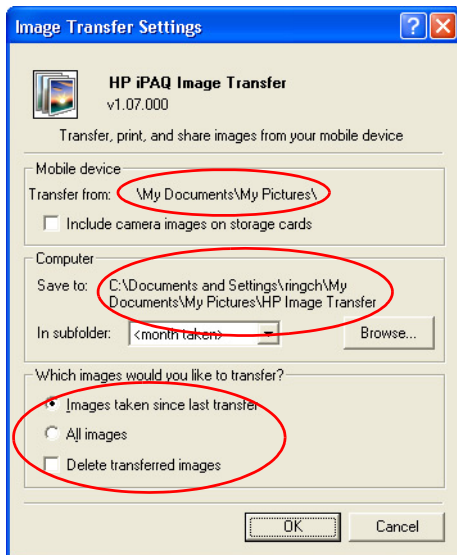 Image Transfer Settings
HP iPAQ Image Transfer
v1.07.000
Transfer, print, and share images from your mobile device
Mobile device
Transfer from: \My Documents\My Pictures\
Include camera images on storage cards
Computer
Save to: C:\Documents and Settings\ringch\My
Documents\My Pictures\HP Image Transfer
In subfolder: <month taken> Browse...
Which images would you like to transfer?
Images taken since last transfer
All images
Delete transferred images
OK Cancel